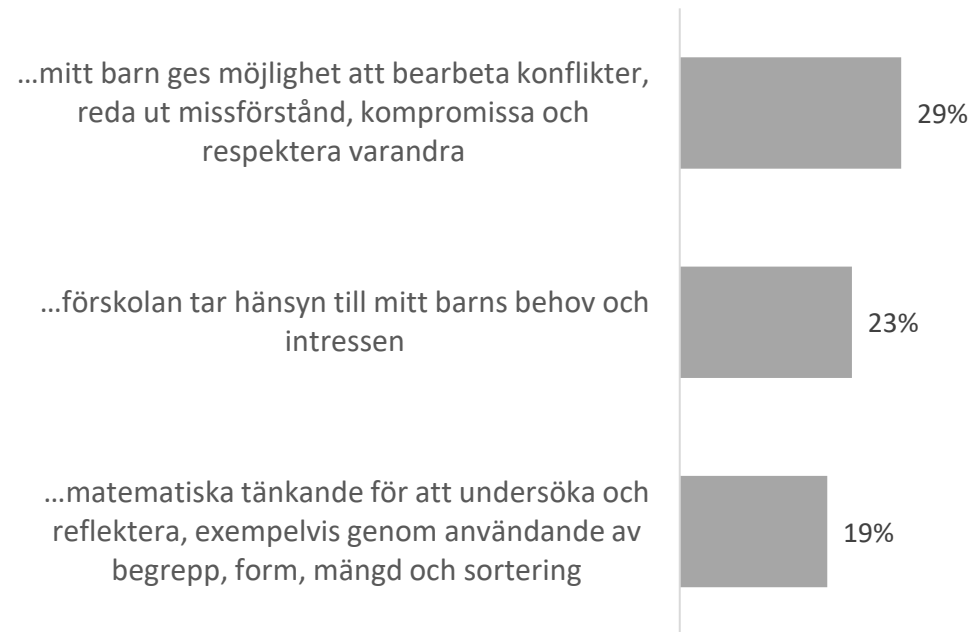 …mitt barn ges möjlighet att bearbeta konflikter,
reda ut missförstånd, kompromissa och
respektera varandra
29%
…förskolan tar hänsyn till mitt barns behov och
intressen
23%
…matematiska tänkande för att undersöka och
reflektera, exempelvis genom användande av
begrepp, form, mängd och sortering
19%